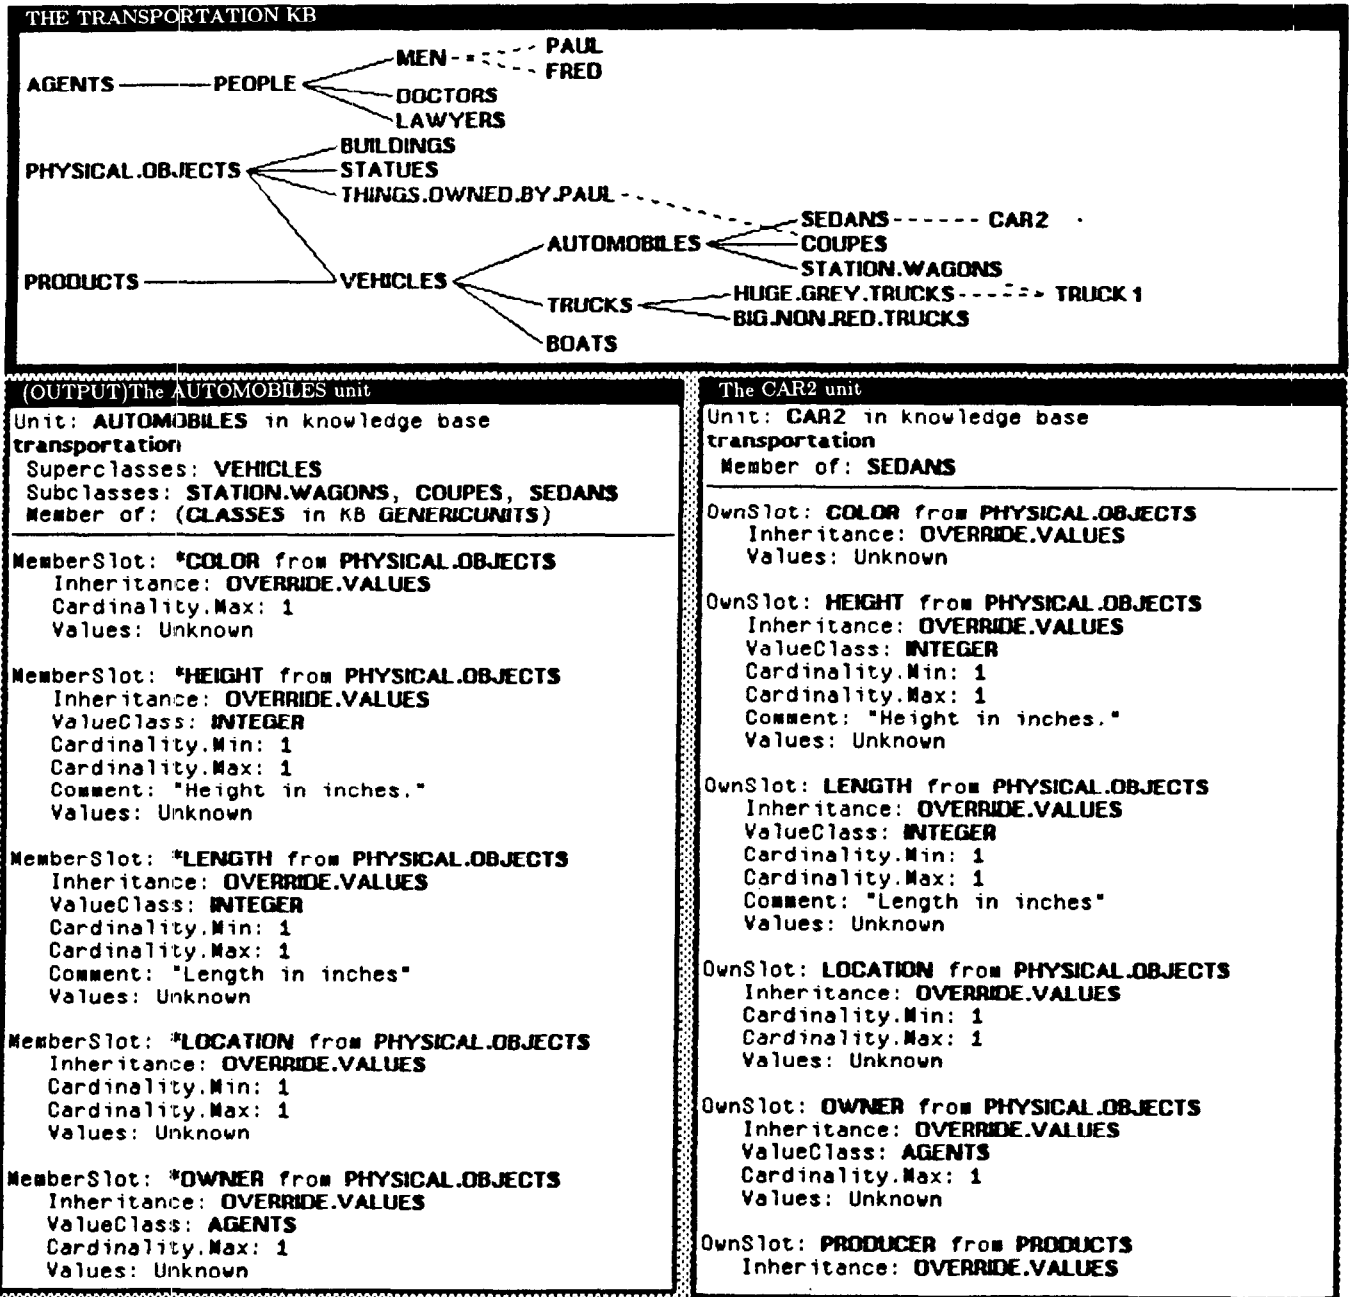 THE TRANSPORTATION KB
PAUL
MEN
FRED
AGENTS
PEOPLE
DOCTORS
LAWYERS
BUILDINGS
PHYSICAL.OBJECTS
STATUES
THINGS.OWNED.BY.PAUL
SEDANS
CAR2
AUTOMOBILES
COUPES
STATION.WAGONS
PRODUCTS
VEHICLES
HUGE.GREY.TRUCKS
TRUCK1
TRUCKS
BIG.NON.RED.TRUCKS
BOATS
(OUTPUT)The AUTOMOBILES unit
Unit: AUTOMOBILES in knowledge base
transportation
Superclasses: VEHICLES
Subclasses: STATION.WAGONS, COUPES, SEDANS
Member of: (CLASSES in KB GENERICUNITS)
MemberSlot: *COLOR from PHYSICAL.OBJECTS
Inheritance: OVERRIDE.VALUES
Cardinality.Max: 1
Values: Unknown
MemberSlot: *HEIGHT from PHYSICAL.OBJECTS
Inheritance: OVERRIDE.VALUES
ValueClass: INTEGER
Cardinality.Min: 1
Cardinality.Max: 1
Comment: "Height in inches."
Values: Unknown
MemberSlot: *LENGTH from PHYSICAL.OBJECTS
Inheritance: OVERRIDE.VALUES
ValueClass: INTEGER
Cardinality.Min: 1
Cardinality.Max: 1
Comment: "Length in inches"
Values: Unknown
MemberSlot: *LOCATION from PHYSICAL.OBJECTS
Inheritance: OVERRIDE.VALUES
Cardinality.Min: 1
Cardinality.Max: 1
Values: Unknown
MemberSlot: *OWNER from PHYSICAL.OBJECTS
Inheritance: OVERRIDE.VALUES
ValueClass: AGENTS
Cardinality.Max: 1
Values: Unknown
The CAR2 unit
Unit: CAR2 in knowledge base
transportation
Member of: SEDANS
OwnSlot: COLOR from PHYSICAL.OBJECTS
Inheritance: OVERRIDE.VALUES
Values: Unknown
OwnSlot: HEIGHT from PHYSICAL.OBJECTS
Inheritance: OVERRIDE.VALUES
ValueClass: INTEGER
Cardinality.Min: 1
Cardinality.Max: 1
Comment: "Height in inches."
Values: Unknown
OwnSlot: LENGTH from PHYSICAL.OBJECTS
Inheritance: OVERRIDE.VALUES
ValueClass: INTEGER
Cardinality.Min: 1
Cardinality.Max: 1
Comment: "Length in inches"
Values: Unknown
OwnSlot: LOCATION from PHYSICAL.OBJECTS
Inheritance: OVERRIDE.VALUES
Cardinality.Min: 1
Cardinality.Max: 1
Values: Unknown
OwnSlot: OWNER from PHYSICAL.OBJECTS
Inheritance: OVERRIDE.VALUES
ValueClass: AGENTS
Cardinality.Max: 1
Values: Unknown
OwnSlot: PRODUCER from PRODUCTS
Inheritance: OVERRIDE.VALUES